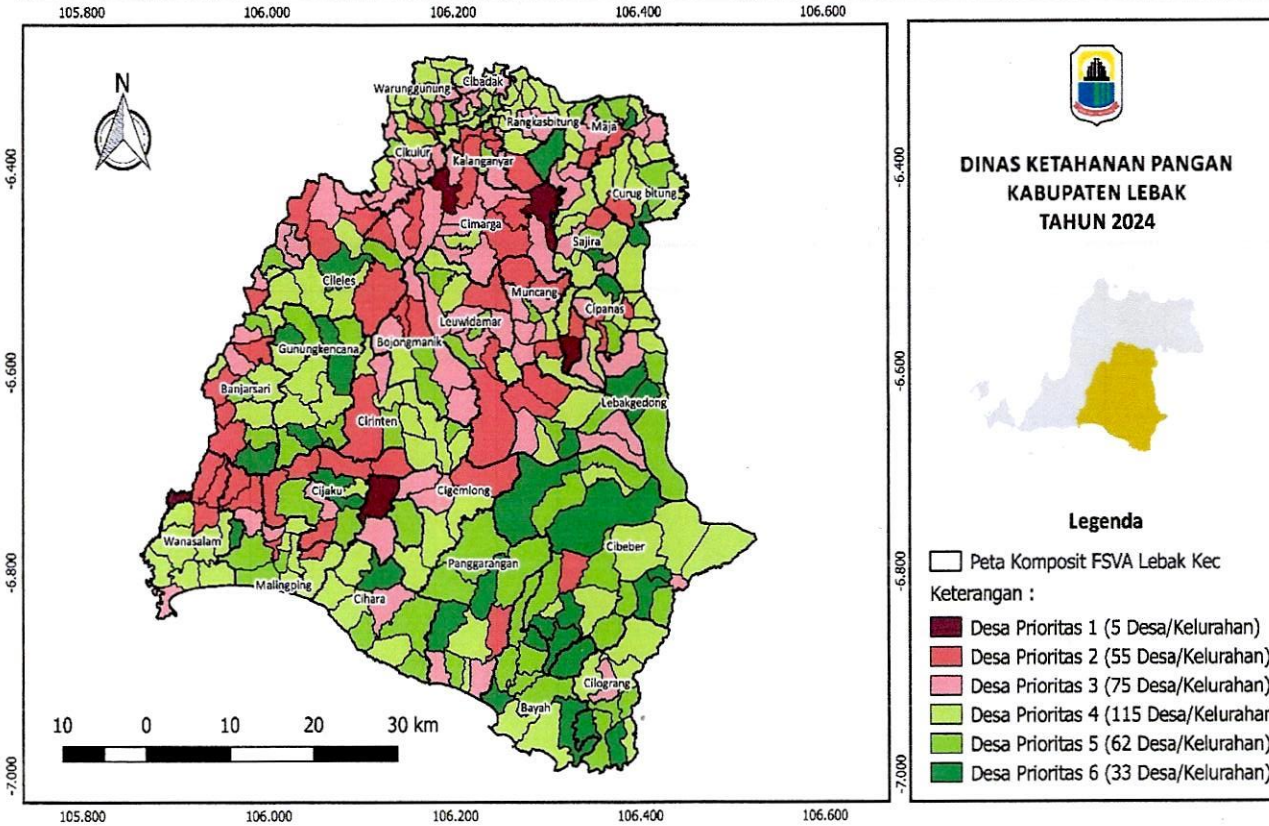 105.800 106.000 106.200 106.400 106.600
N
-6.400
-6.600
-6.800
-7.000
Warunggunung
Cibadak
Rangkasbitung
Maja
Cikulur
Kalanganyar
Curug bitung
Cimarga
Sajira
Cileles
Muncang
Cipanas
Leuwidamar
Gunungkencana
Bojongmanik
Banjarsari
Lebakgedong
Cirinten
Cijaku
Cigemlong
Wanasalam
Cibeber
Panggarangan
Malingping
Cihara
Cilograng
Bayah
10 0 10 20 30 km
105.800 106.000 106.200 106.400 106.600
-6.400
-6.600
-6.800
-7.000
DINAS KETAHANAN PANGAN
KABUPATEN LEBAK
TAHUN 2024
Legenda
Peta Komposit FSVA Lebak Kec
Keterangan :
Desa Prioritas 1 (5 Desa/Kelurahan)
Desa Prioritas 2 (55 Desa/Kelurahan)
Desa Prioritas 3 (75 Desa/Kelurahan)
Desa Prioritas 4 (115 Desa/Kelurahan
Desa Prioritas 5 (62 Desa/Kelurahan)
Desa Prioritas 6 (33 Desa/Kelurahan)